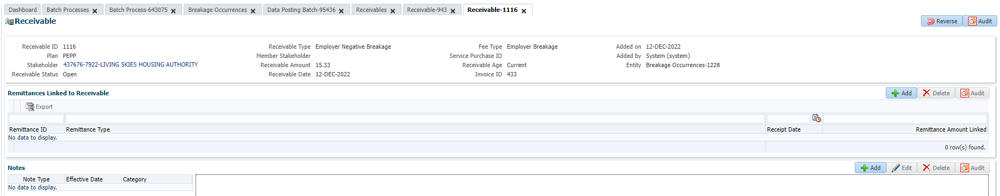 Dashboard Batch Processes Batch Process-643075 Breakage Occurrences Data Posting Batch-95436 Receivables Receivable-943 Receivable-1116
Receivable Reverse Audit
Receivable ID 1116 Receivable Type Employer Negative Breakage Fee Type Employer Breakage Added on 12-DEC-2022
Plan PEPP Member Stakeholder Service Purchase ID Added by System (system)
Stakeholder 437676-7922-LIVING SKIES HOUSING AUTHORITY Receivable Amount 15.33 Receivable Age Current Entity Breakage Occurrences-1228
Receivable Status Open Receivable Date 12-DEC-2022 Invoice ID 433
Remittances Linked to Receivable Add Delete Audit
Export
Remittance ID Remittance Type Receipt Date Remittance Amount Linked
No data to display.
0 row(s) found.
Notes Add Edit Delete Audit
Note Type Effective Date Category
No data to display.